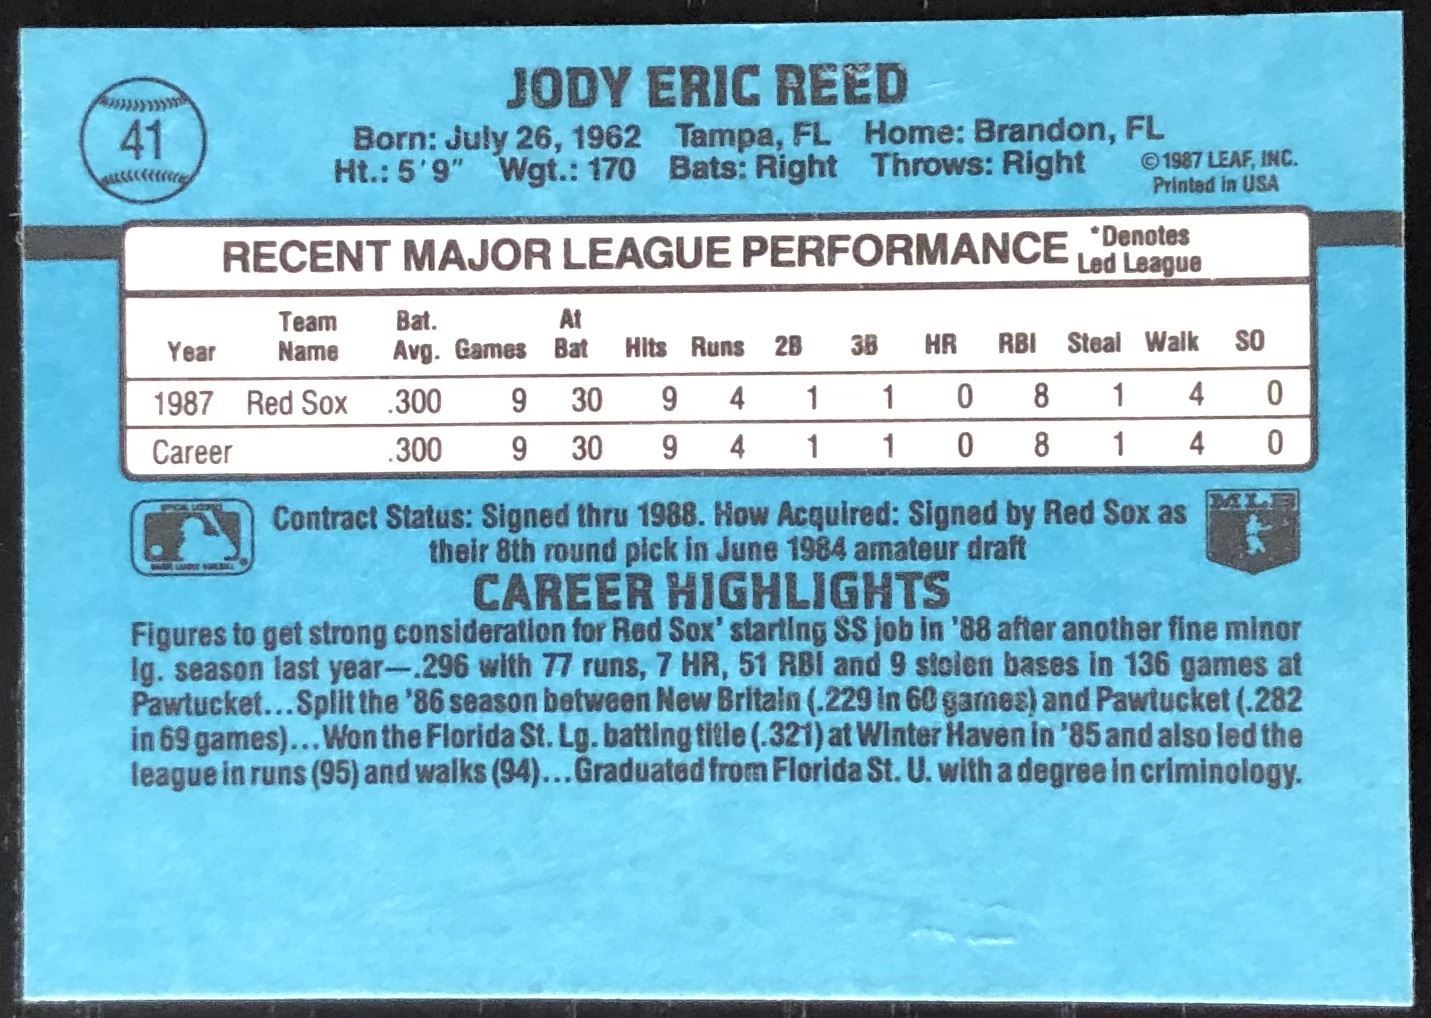 41
JODY ERIC REED
Born: July 26, 1962 Tampa, FL Home: Brandon, FL
Ht.: 5'9" Wgt.: 170 Bats: Right Throws: Right
©1987 LEAF, INC.
Printed in USA
RECENT MAJOR LEAGUE PERFORMANCE
*Denotes
Led League
Year Team Name Bat. Avg. Games At Bat Hits Runs 2B 3B HR RBI Steal Walk SO
1987 Red Sox .300 9 30 9 4 1 1 0 8 1 4 0
Career .300 9 30 9 4 1 1 0 8 1 4 0
Contract Status: Signed thru 1988. How Acquired: Signed by Red Sox as
their 8th round pick in June 1984 amateur draft
MAJOR LEAGUE BASEBALL
MLB
CAREER HIGHLIGHTS
Figures to get strong consideration for Red Sox' starting SS job in '88 after another fine minor
lg. season last year—.296 with 77 runs, 7 HR, 51 RBI and 9 stolen bases in 136 games at
Pawtucket...Split the '86 season between New Britain (.229 in 60 games) and Pawtucket (.282
in 69 games)...Won the Florida St. Lg. batting title (.321) at Winter Haven in '85 and also led the
league in runs (95) and walks (94)...Graduated from Florida St. U. with a degree in criminology.